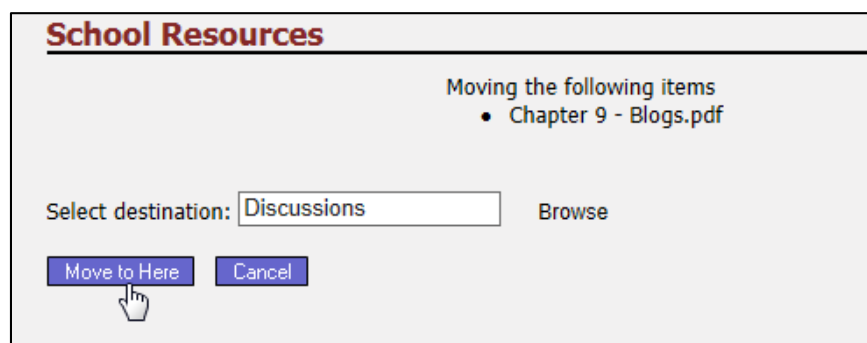 School Resources
Moving the following items
• Chapter 9 - Blogs.pdf
Select destination: Discussions Browse
Move to Here Cancel